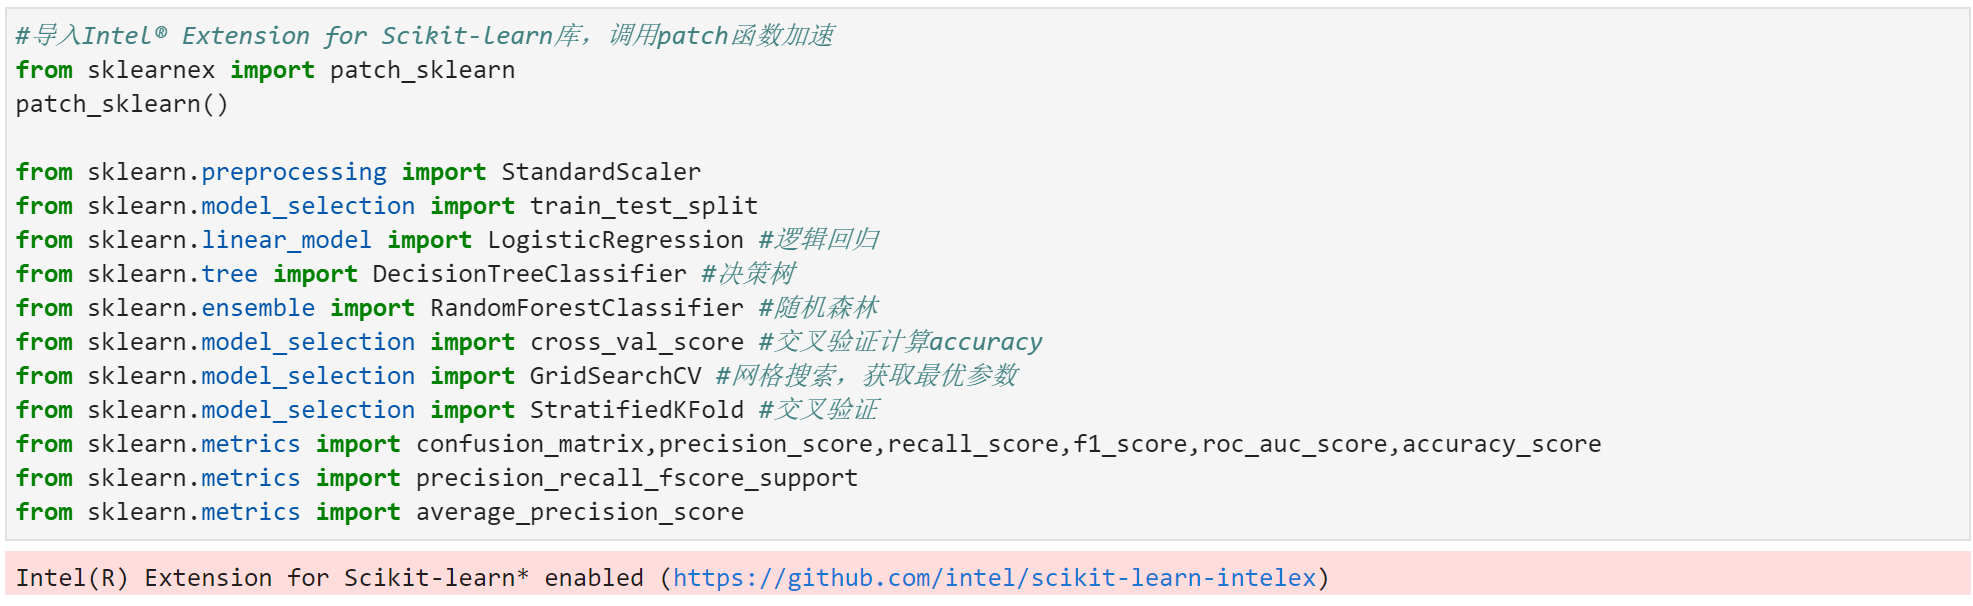 #导入Intel® Extension for Scikit-learn库，调用patch函数加速
from sklearnex import patch_sklearn
patch_sklearn()
from sklearn.preprocessing import StandardScaler
from sklearn.model_selection import train_test_split
from sklearn.linear_model import LogisticRegression #逻辑回归
from sklearn.tree import DecisionTreeClassifier #决策树
from sklearn.ensemble import RandomForestClassifier #随机森林
from sklearn.model_selection import cross_val_score #交叉验证计算accuracy
from sklearn.model_selection import GridSearchCV #网格搜索，获取最优参数
from sklearn.model_selection import StratifiedKFold #交叉验证
from sklearn.metrics import confusion_matrix,precision_score,recall_score,f1_score,roc_auc_score,accuracy_score
from sklearn.metrics import precision_recall_fscore_support
from sklearn.metrics import average_precision_score
Intel(R) Extension for Scikit-learn* enabled (https://github.com/intel/scikit-learn-intelex)